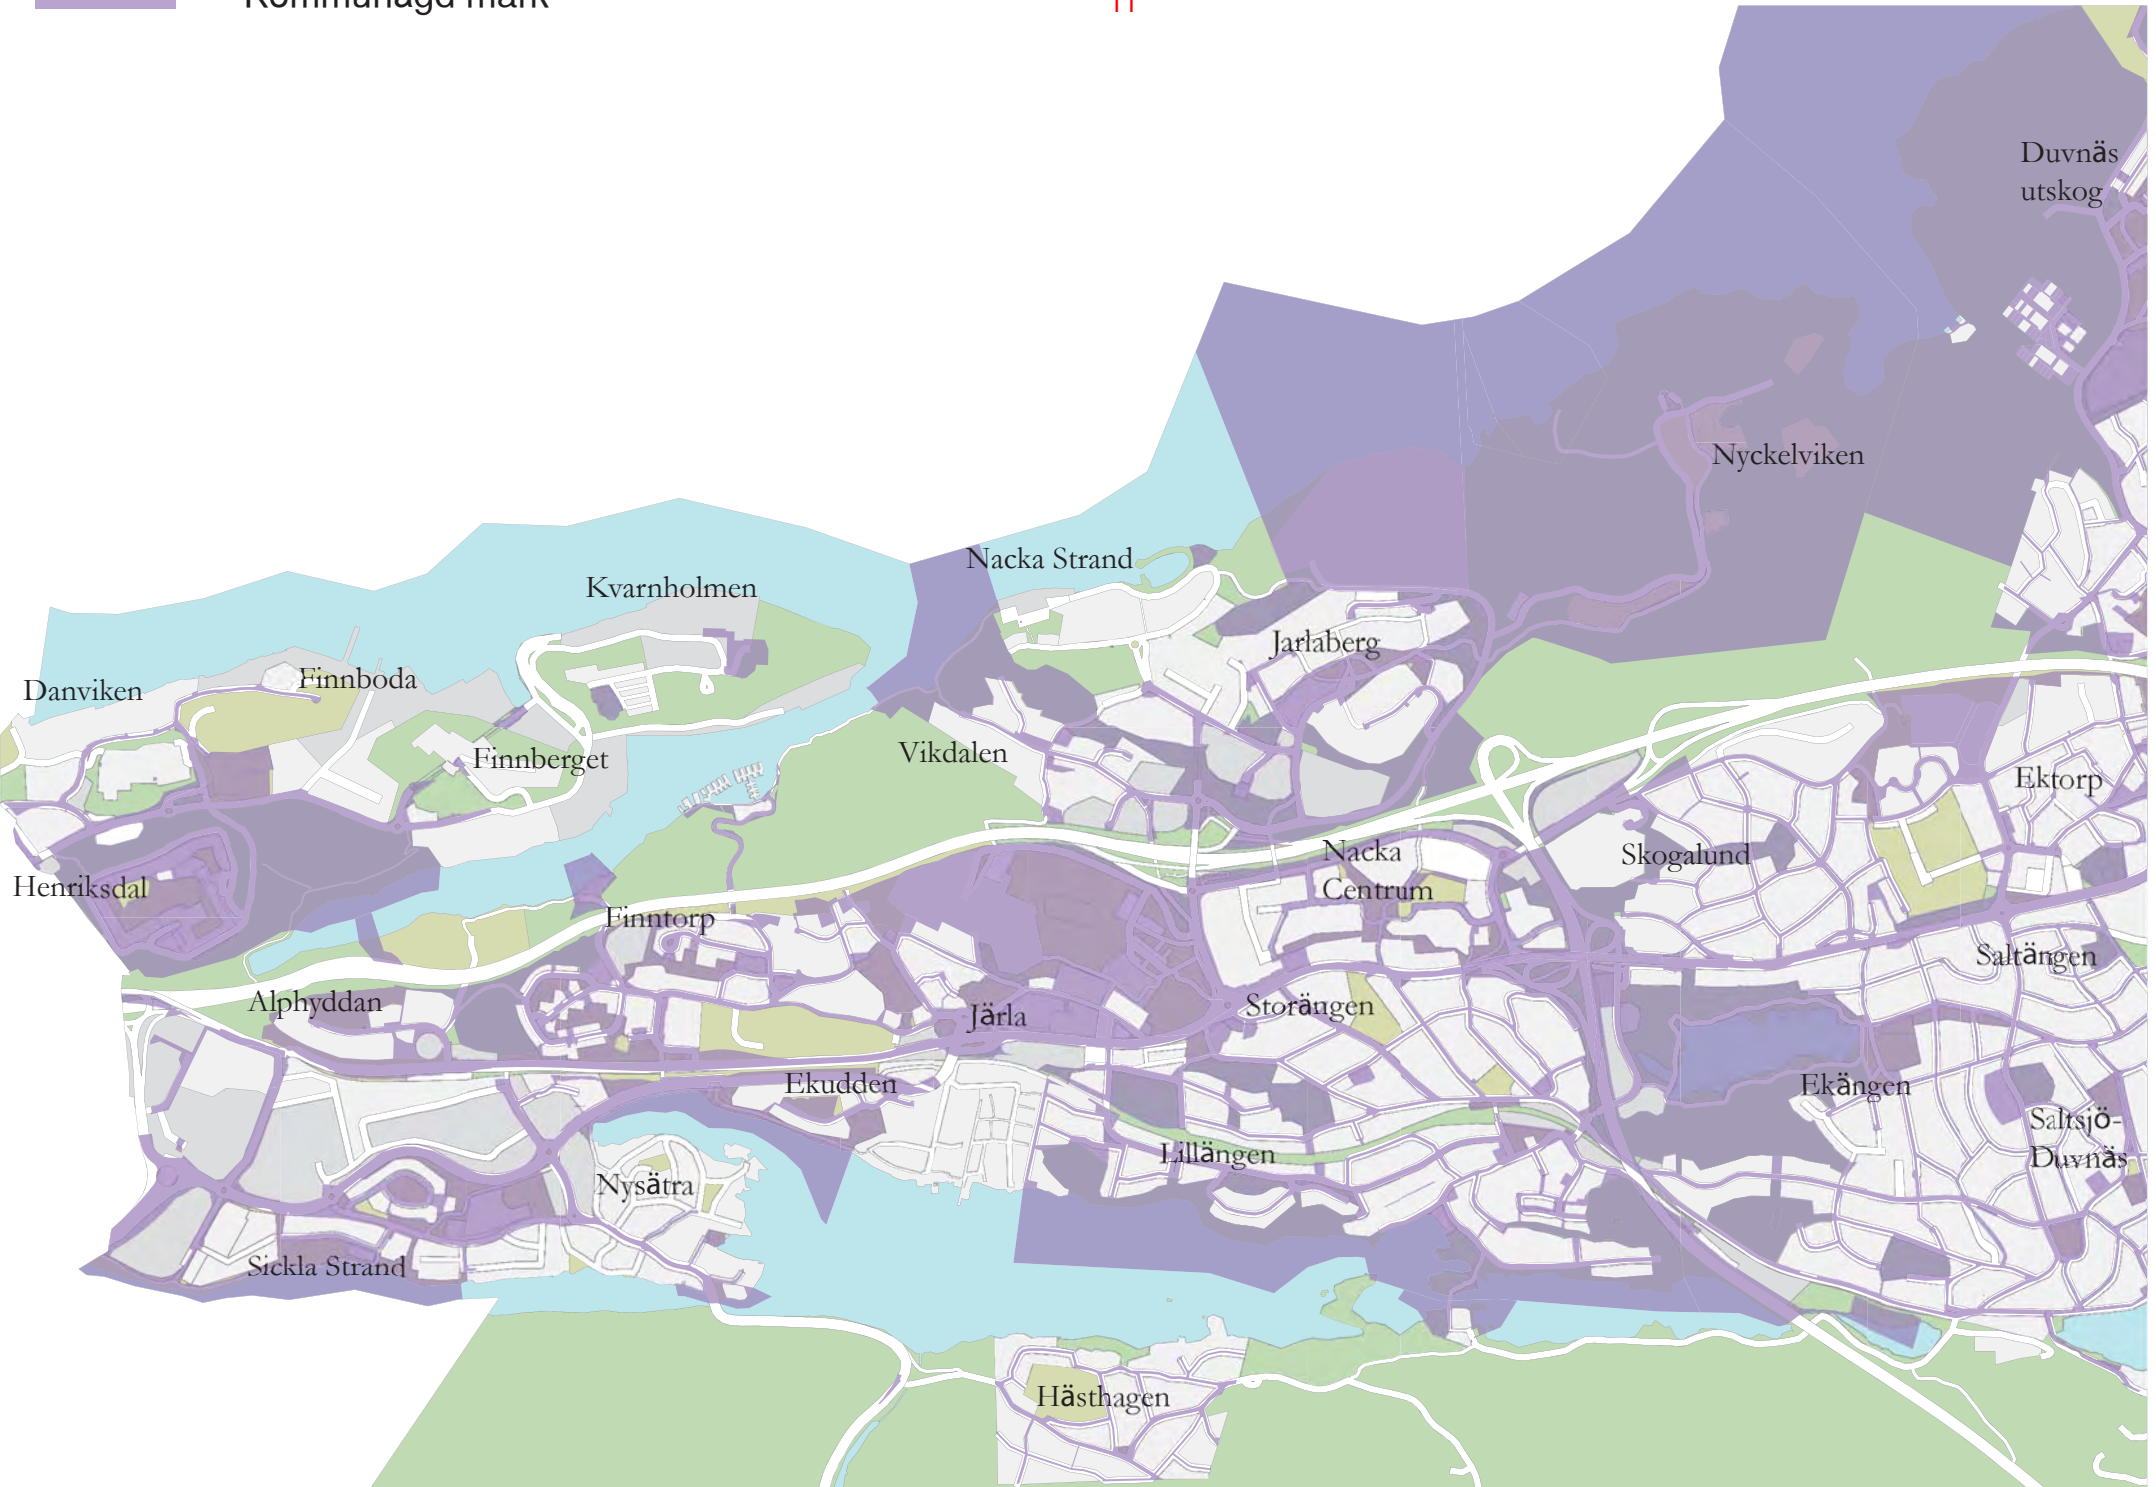 Kommunägd mark
Duvnäs
utskog
Nyckelviken
Nacka Strand
Kvarnholmen
Jarlaberg
Danviken
Finnboda
Finnberget
Vikdalen
Ektorp
Nacka
Centrum
Skogalund
Henriksdal
Finntorp
Saltängen
Alphyddan
Järla
Storängen
Ekudden
Ekängen
Saltsjö-
Duvnäs
Lillängen
Nysätra
Sickla Strand
Hästhagen